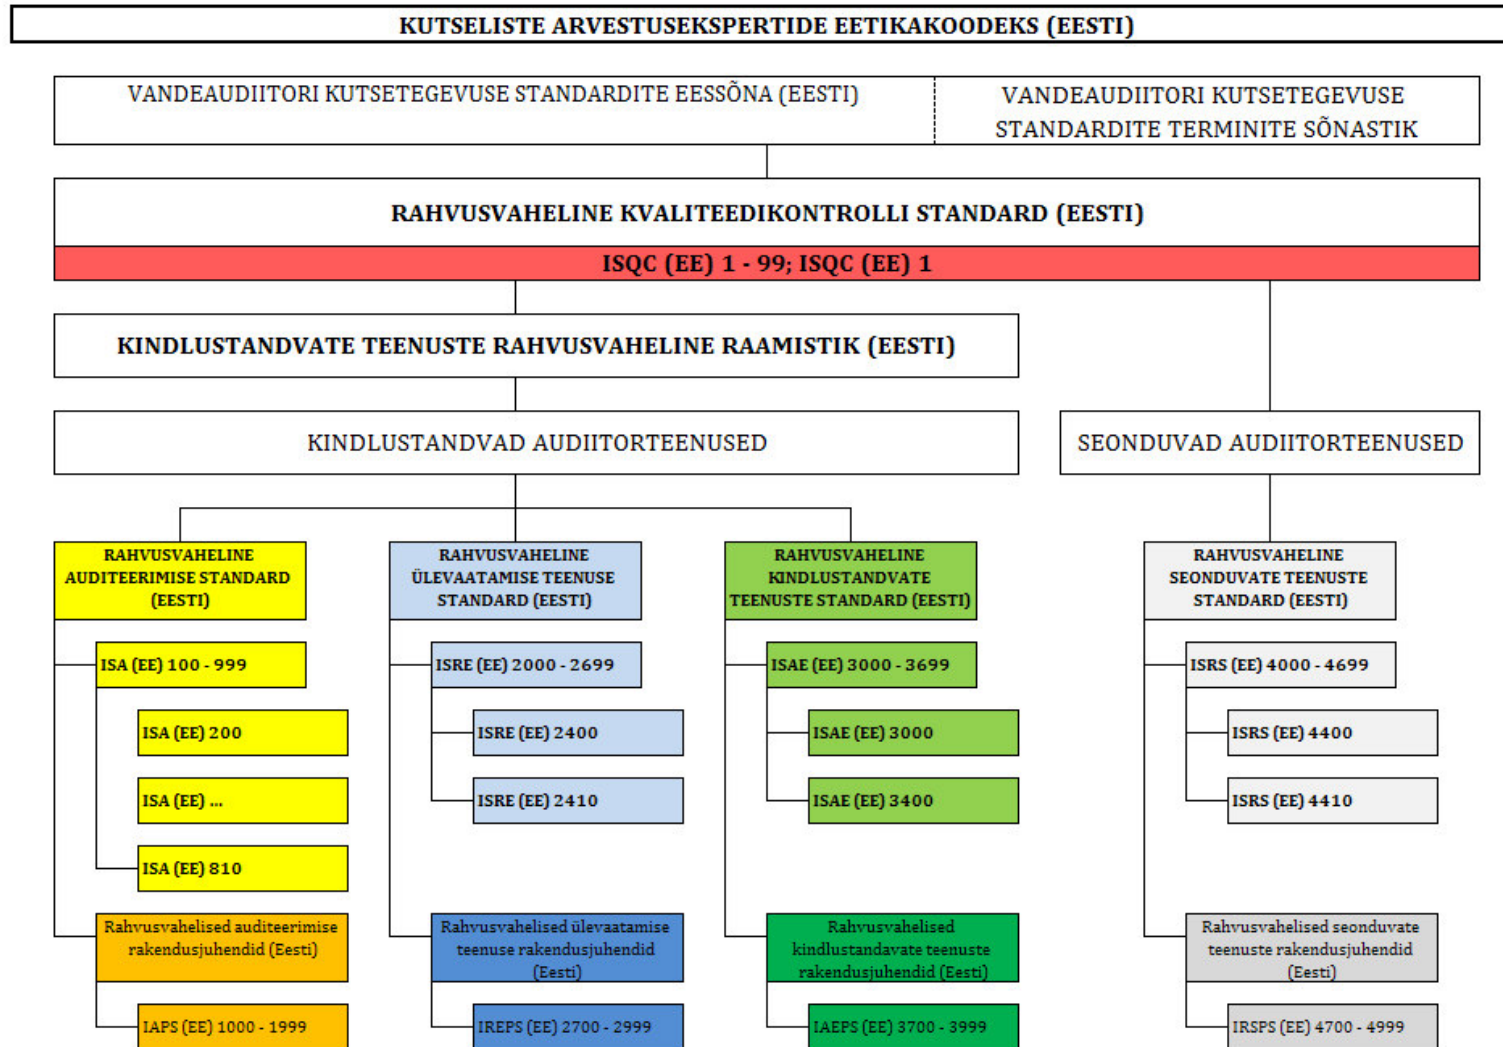 KUTSELISTE ARVESTUSEKSPERTIDE EETIKAKOODEKS (EESTI)
VANDEAUDIITORI KUTSETEGEVUSE STANDARDITE EESSÕNA (EESTI)
VANDEAUDIITORI KUTSETEGEVUSE
STANDARDITE TERMINITE SÕNASTIK
RAHVUSVAHELINE KVALITEEDIKONTROLLI STANDARD (EESTI)
ISQC (EE) 1 - 99; ISQC (EE) 1
KINDLUSTANDVATE TEENUSTE RAHVUSVAHELINE RAAMISTIK (EESTI)
KINDLUSTANDVAD AUDIITORTEENUSED
SEONDUVAD AUDIITORTEENUSED
RAHVUSVAHELINE
AUDITEERIMISE STANDARD
(EESTI)
ISA (EE) 100 - 999
ISA (EE) 200
ISA (EE) ...
ISA (EE) 810
Rahvusvahelised auditeerimise
rakendusjuhendid (Eesti)
IAPS (EE) 1000 - 1999
RAHVUSVAHELINE
ÜLEVAATAMISE TEENUSE
STANDARD (EESTI)
ISRE (EE) 2000 - 2699
ISRE (EE) 2400
ISRE (EE) 2410
Rahvusvahelised ülevaatamise
teenuse rakendusjuhendid
(Eesti)
IREPS (EE) 2700 - 2999
RAHVUSVAHELINE
KINDLUSTANDVATE
TEENUSTE STANDARD (EESTI)
ISAE (EE) 3000 - 3699
ISAE (EE) 3000
ISAE (EE) 3400
Rahvusvahelised
kindlustandavate teenuste
rakendusjuhendid (Eesti)
IAEPS (EE) 3700 - 3999
RAHVUSVAHELINE
SEONDUVATE TEENUSTE
STANDARD (EESTI)
ISRS (EE) 4000 - 4699
ISRS (EE) 4400
ISRS (EE) 4410
Rahvusvahelised seonduvate
teenuste rakendusjuhendid
(Eesti)
IRSPS (EE) 4700 - 4999